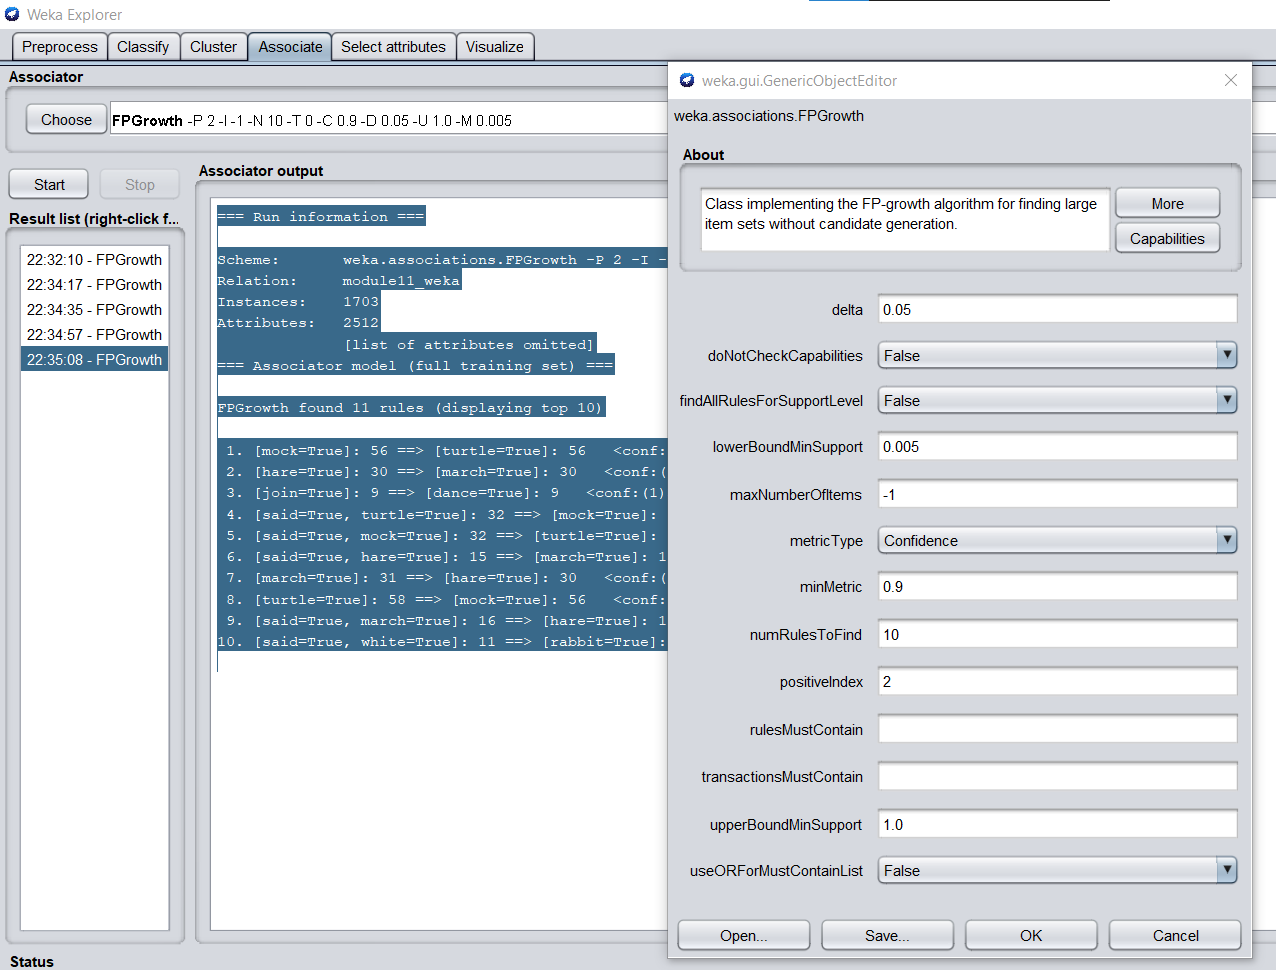 Weka Explorer
Preprocess Classify Cluster Associate Select attributes Visualize
Associator
Choose FPGrowth -P 2 -I -1 -N 10 -T 0 -C 0.9 -D 0.05 -U 1.0 -M 0.005
Start Stop
Result list (right-click f...
22:32:10 - FPGrowth
22:34:17 - FPGrowth
22:34:35 - FPGrowth
22:34:57 - FPGrowth
22:35:08 - FPGrowth
Associator output
=== Run information ===
Scheme: weka.associations.FPGrowth -P 2 -I -
Relation: module11_weka
Instances: 1703
Attributes: 2512
[list of attributes omitted]
=== Associator model (full training set) ===
FPGrowth found 11 rules (displaying top 10)
1. [mock=True]: 56 ==> [turtle=True]: 56 <conf:
2. [hare=True]: 30 ==> [march=True]: 30 <conf:(
3. [join=True]: 9 ==> [dance=True]: 9 <conf:(1)
4. [said=True, turtle=True]: 32 ==> [mock=True]:
5. [said=True, mock=True]: 32 ==> [turtle=True]:
6. [said=True, hare=True]: 15 ==> [march=True]: 1
7. [march=True]: 31 ==> [hare=True]: 30 <conf:(
8. [turtle=True]: 58 ==> [mock=True]: 56 <conf:
9. [said=True, march=True]: 16 ==> [hare=True]: 1
10. [said=True, white=True]: 11 ==> [rabbit=True]:
Status
weka.gui.GenericObjectEditor
weka.associations.FPGrowth
About
Class implementing the FP-growth algorithm for finding large
item sets without candidate generation.
More
Capabilities
delta 0.05
doNotCheckCapabilities False
findAllRulesForSupportLevel False
lowerBoundMinSupport 0.005
maxNumberOfItems -1
metricType Confidence
minMetric 0.9
numRulesToFind 10
positiveIndex 2
rulesMustContain
transactionsMustContain
upperBoundMinSupport 1.0
useORForMustContainList False
Open... Save... OK Cancel